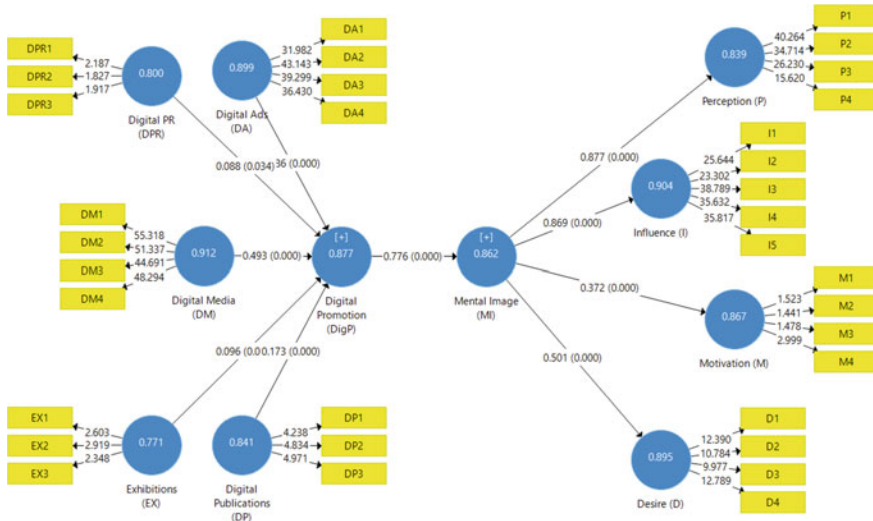 DPR1
DPR2
DPR3
2.187
1.827
1.917
0.800
Digital PR
(DPR)
0.899
Digital Ads
(DA)
31.982
43.143
39.299
36.430
DA1
DA2
DA3
DA4
0.088 (0.034)
36 (0.000)
DM1
DM2
DM3
DM4
55.318
51.337
44.691
48.294
0.912
Digital Media
(DM)
0.493 (0.000)
[+]
0.877
Digital
Promotion
(DigP)
0.776 (0.000)
[+]
0.862
Mental Image
(MI)
0.096 (0.0
0.173 (0.000)
EX1
EX2
EX3
2.603
2.919
2.348
0.771
Exhibitions
(EX)
0.841
Digital
Publications
(DP)
4.238
4.834
4.971
DP1
DP2
DP3
0.877 (0.000)
0.869 (0.000)
0.372 (0.000)
0.501 (0.000)
0.839
Perception (P)
40.264
34.714
26.230
15.620
P1
P2
P3
P4
0.904
Influence (I)
25.644
23.302
38.789
35.632
35.817
I1
I2
I3
I4
I5
0.867
Motivation (M)
1.523
1.441
1.478
2.999
M1
M2
M3
M4
0.895
Desire (D)
12.390
10.784
9.977
12.789
D1
D2
D3
D4